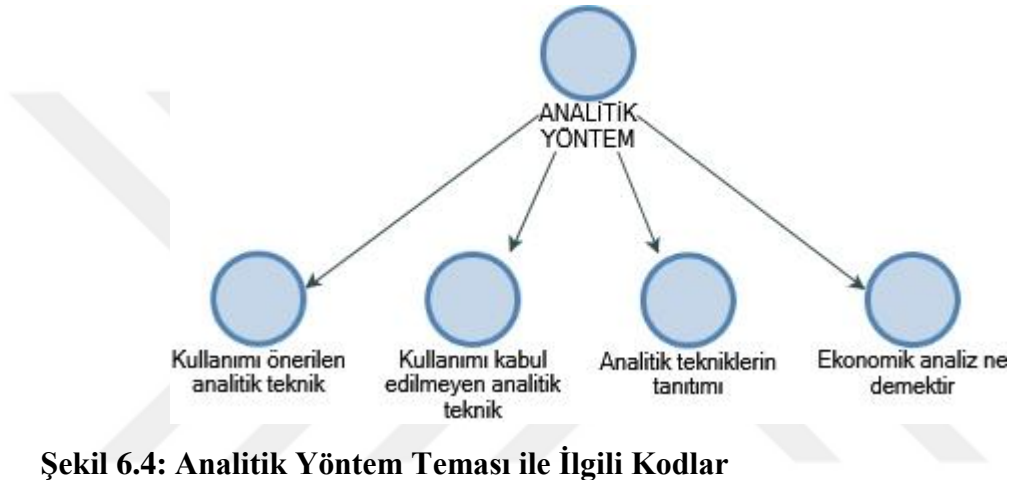 ANALİTİK
YÖNTEM
Kullanımı önerilen
analitik teknik
Kullanımı kabul
edilmeyen analitik
teknik
Analitik tekniklerin
tanıtımı
Ekonomik analiz ne
demektir
Şekil 6.4: Analitik Yöntem Teması ile İlgili Kodlar